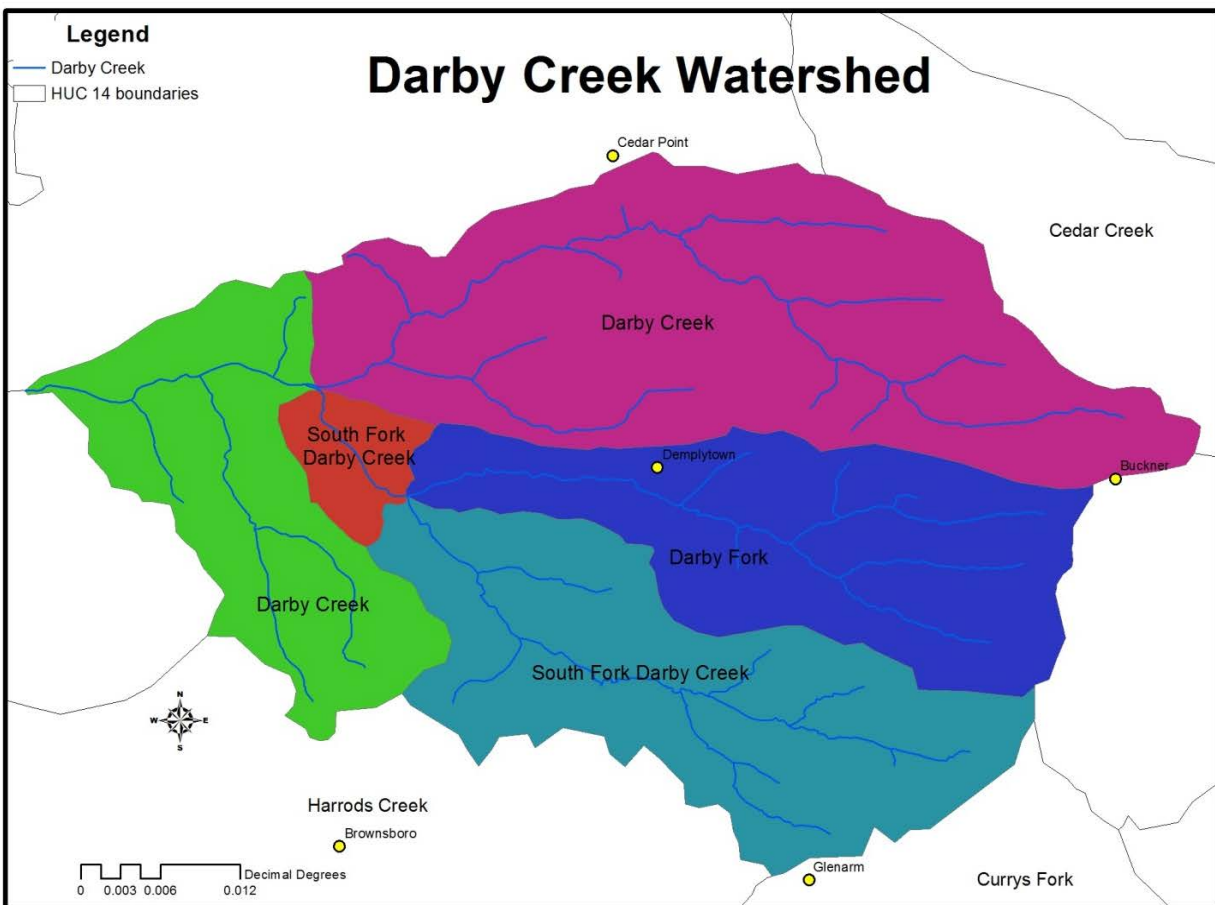 Legend
Darby Creek
HUC 14 boundaries
Darby Creek Watershed
Cedar Point
Cedar Creek
Darby Creek
South Fork
Darby Creek
Demplytown
Buckner
Darby Fork
Darby Creek
South Fork Darby Creek
N
W E
S
Harrods Creek
Brownsboro
Decimal Degrees
0 0.003 0.006 0.012
Glenarm
Currys Fork